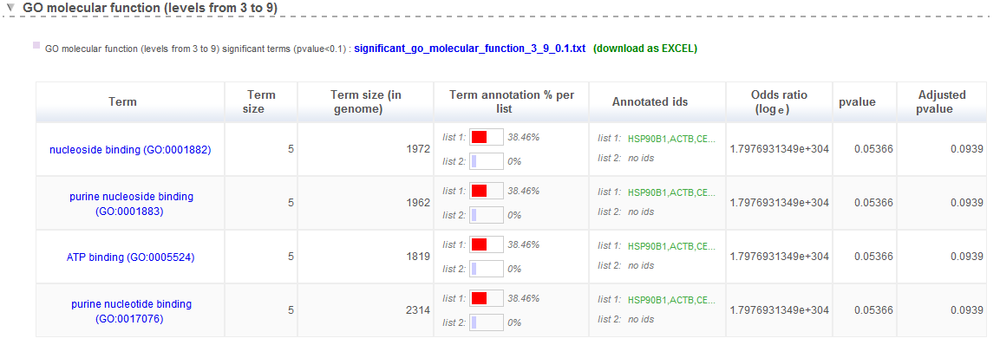 GO molecular function (levels from 3 to 9)
GO molecular function (levels from 3 to 9) significant terms (pvalue<0.1) : significant_go_molecular_function_3_9_0.1.txt (download as EXCEL)
Term
Term size
Term size (in genome)
Term annotation % per list
Annotated ids
Odds ratio (log e )
pvalue
Adjusted pvalue
nucleoside binding (GO:0001882)
5
1972
list 1: 38.46%
list 2: 0%
list 1: HSP90B1,ACTB,CE...
list 2: no ids
1.7976931349e+304
0.05366
0.0939
purine nucleoside binding
(GO:0001883)
5
1962
list 1: 38.46%
list 2: 0%
list 1: HSP90B1,ACTB,CE...
list 2: no ids
1.7976931349e+304
0.05366
0.0939
ATP binding (GO:0005524)
5
1819
list 1: 38.46%
list 2: 0%
list 1: HSP90B1,ACTB,CE...
list 2: no ids
1.7976931349e+304
0.05366
0.0939
purine nucleotide binding
(GO:0017076)
5
2314
list 1: 38.46%
list 2: 0%
list 1: HSP90B1,ACTB,CE...
list 2: no ids
1.7976931349e+304
0.05366
0.0939